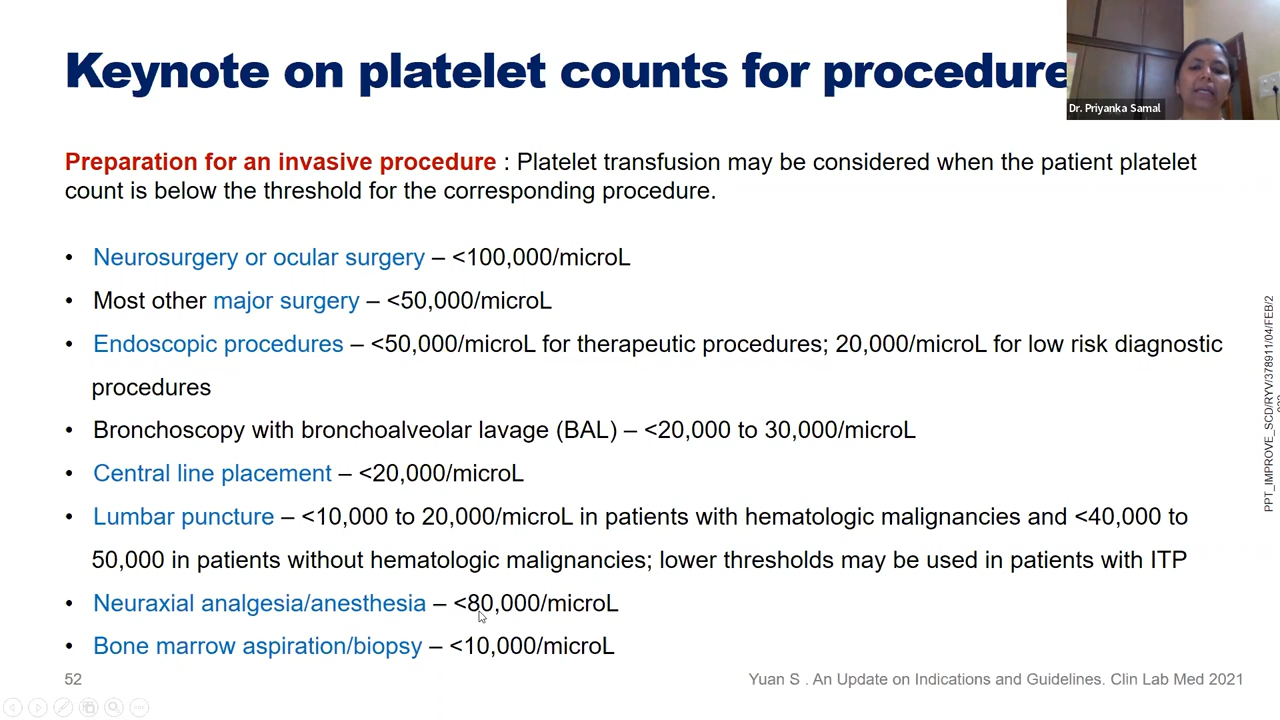 Keynote on platelet counts for procedure
Dr. Priyanka Samal
Preparation for an invasive procedure : Platelet transfusion may be considered when the patient platelet
count is below the threshold for the corresponding procedure.
• Neurosurgery or ocular surgery – <100,000/microL
• Most other major surgery – <50,000/microL
• Endoscopic procedures – <50,000/microL for therapeutic procedures; 20,000/microL for low risk diagnostic
procedures
• Bronchoscopy with bronchoalveolar lavage (BAL) – <20,000 to 30,000/microL
• Central line placement – <20,000/microL
• Lumbar puncture – <10,000 to 20,000/microL in patients with hematologic malignancies and <40,000 to
50,000 in patients without hematologic malignancies; lower thresholds may be used in patients with ITP
• Neuraxial analgesia/anesthesia – <80,000/microL
• Bone marrow aspiration/biopsy – <10,000/microL
52
Yuan S . An Update on Indications and Guidelines. Clin Lab Med 2021
PPT_IMPROVE_SCD/RYV/378911/04/FEB/2